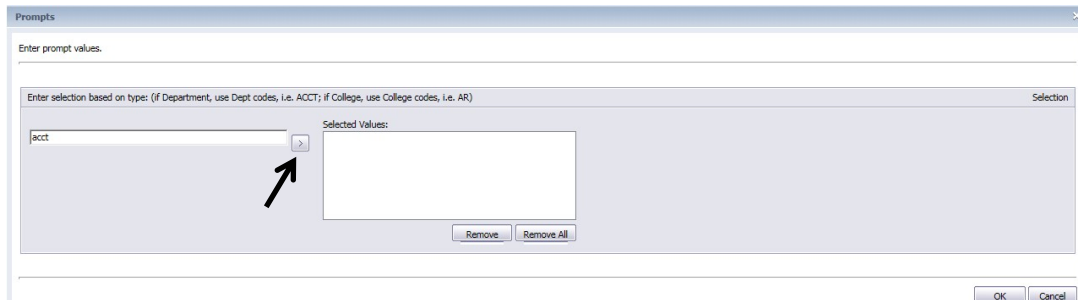 Prompts
Enter prompt values.
Enter selection based on type: (if Department, use Dept codes, i.e. ACCT; if College, use College codes, i.e. AR) Selection
Selected Values:
acct >
Remove Remove All
OK Cancel